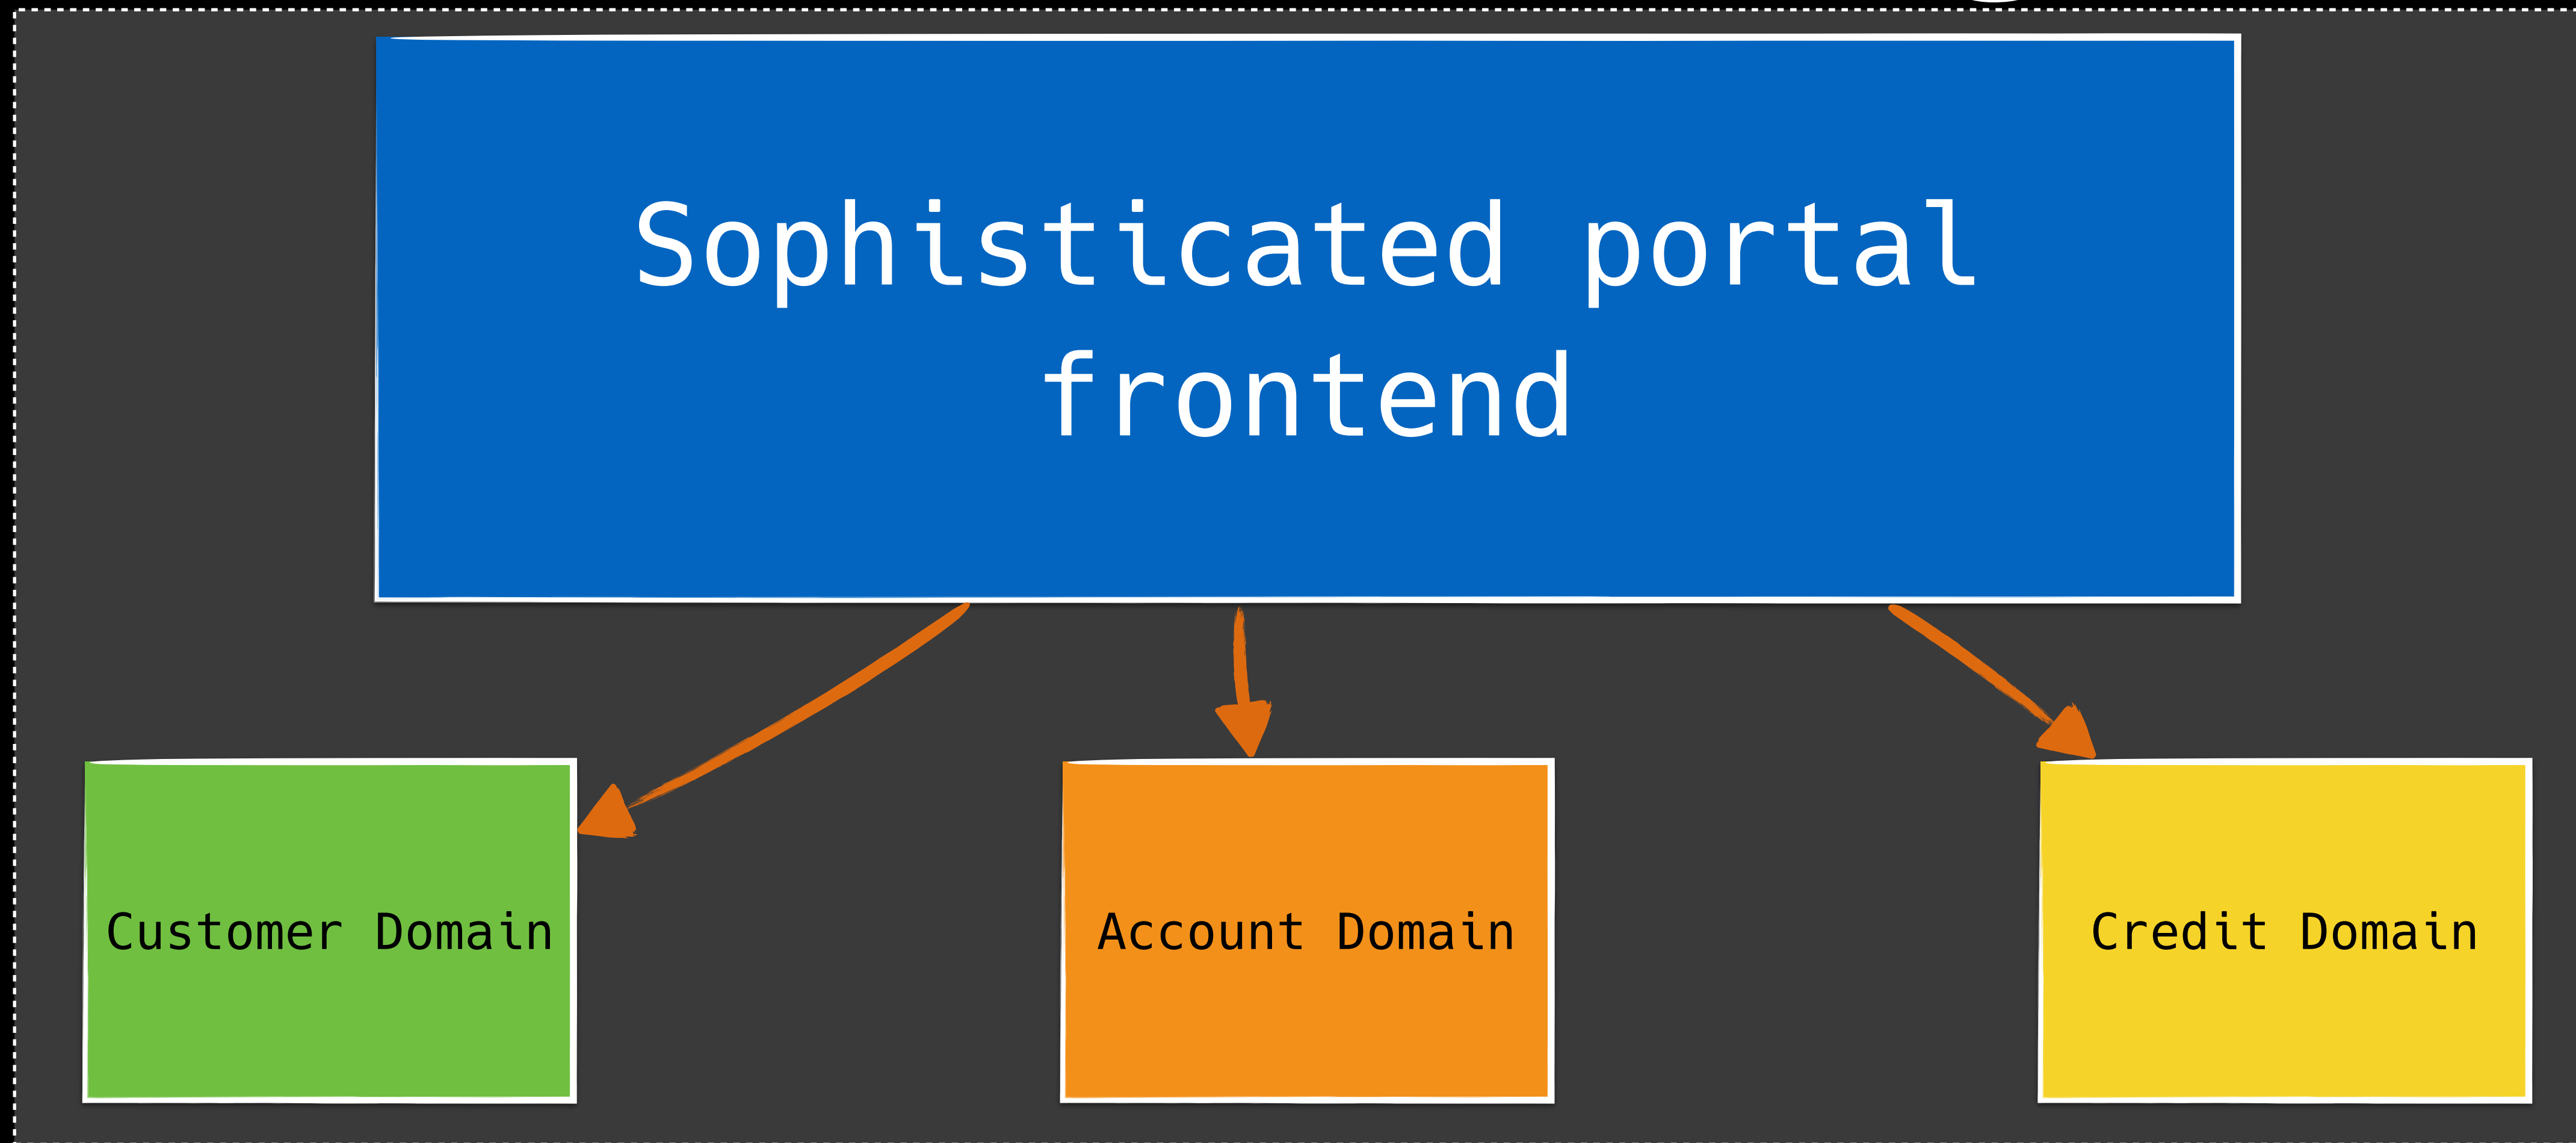 Sophisticated portal
frontend
Customer Domain
Account Domain
Credit Domain